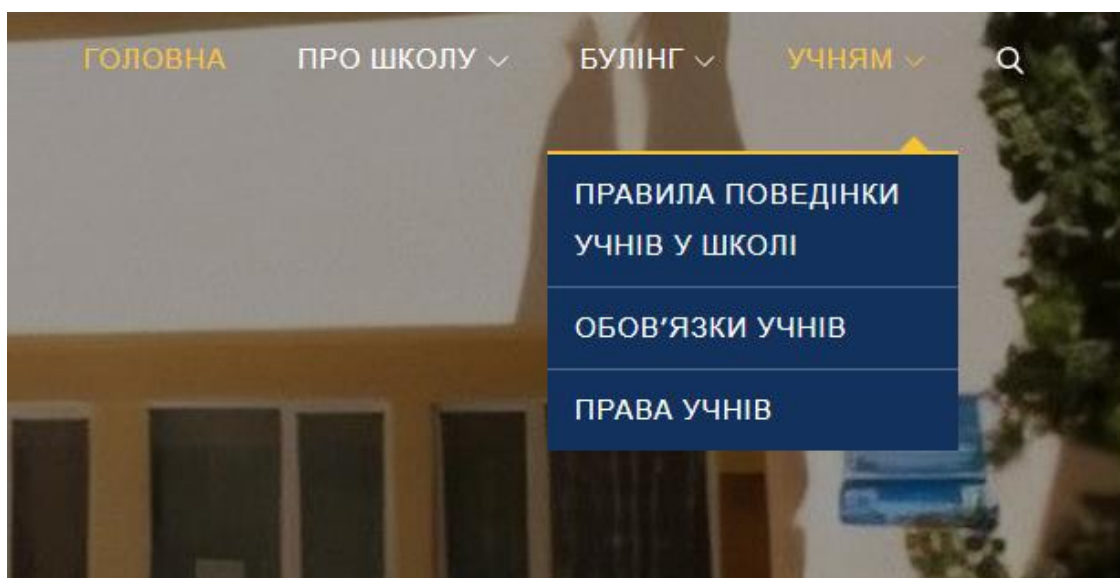 ГОЛОВНА ПРО ШКОЛУ БУЛІНГ УЧНЯМ
ПРАВИЛА ПОВЕДІНКИ
УЧНІВ У ШКОЛІ
ОБОВ’ЯЗКИ УЧНІВ
ПРАВА УЧНІВ